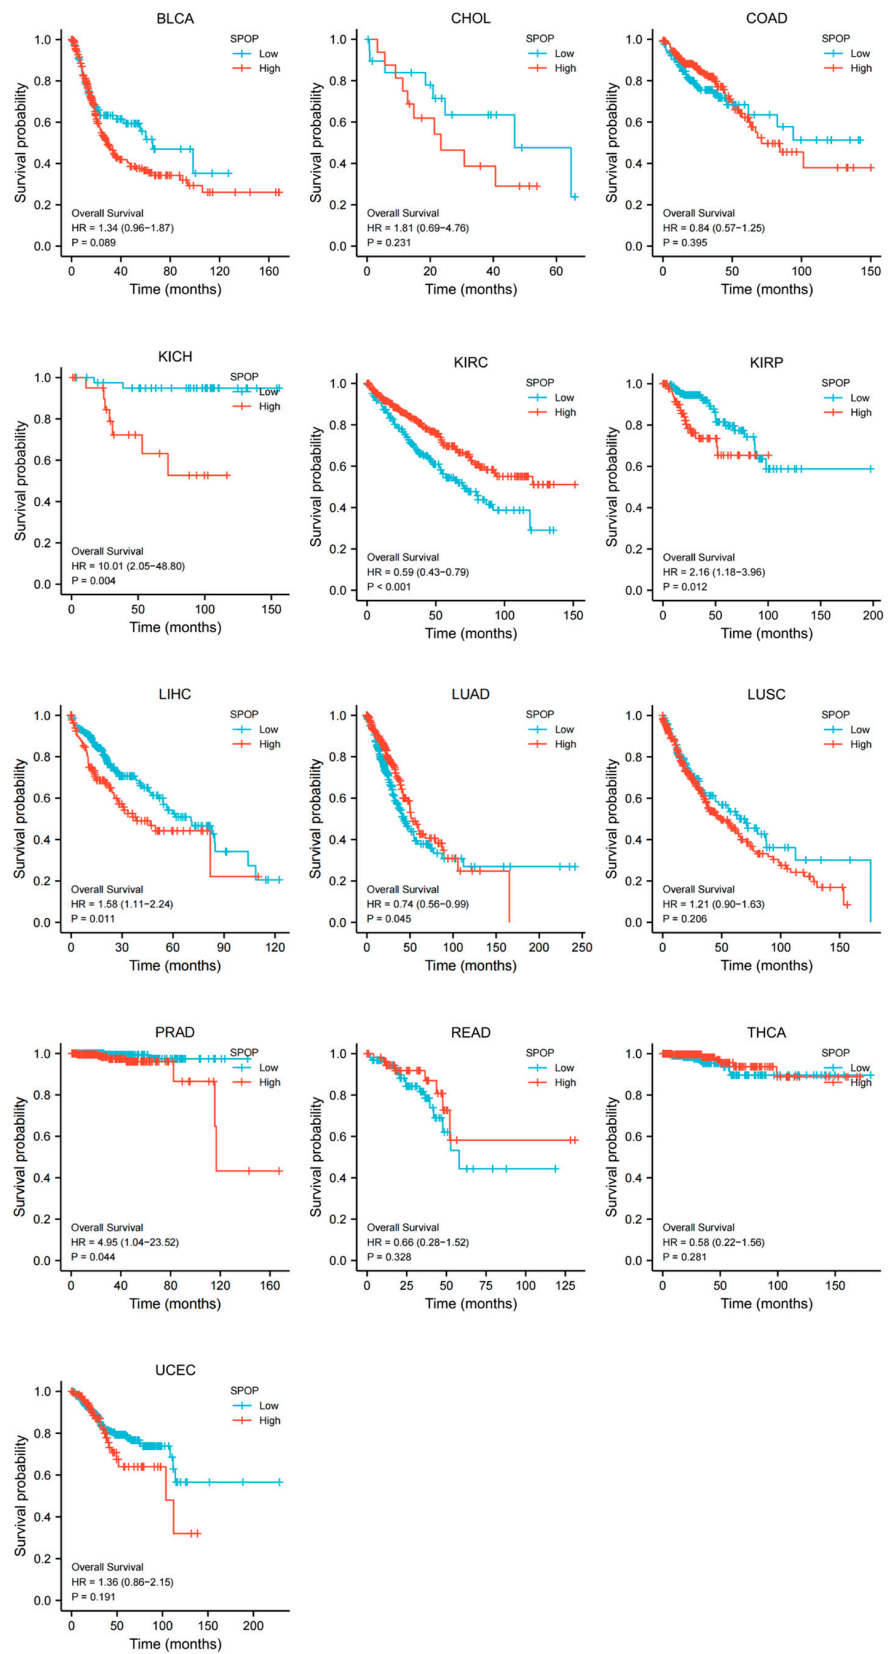 BLCA
SPOP
Low
High
Survival probability
1.0
0.8
0.6
0.4
0.2
0.0
Overall Survival
HR = 1.34 (0.96−1.87)
P = 0.089
0 40 80 120 160
Time (months)
CHOL
SPOP
Low
High
Survival probability
1.0
0.8
0.6
0.4
0.2
0.0
Overall Survival
HR = 1.81 (0.69−4.76)
P = 0.231
0 20 40 60
Time (months)
COAD
SPOP
Low
High
Survival probability
1.0
0.8
0.6
0.4
0.2
0.0
Overall Survival
HR = 0.84 (0.57−1.25)
P = 0.395
0 50 100 150
Time (months)
KICH
SPOP
Low
High
Survival probability
1.0
0.8
0.6
0.4
0.2
0.0
Overall Survival
HR = 10.01 (2.05−48.80)
P = 0.004
0 50 100 150
Time (months)
KIRC
SPOP
Low
High
Survival probability
1.0
0.8
0.6
0.4
0.2
0.0
Overall Survival
HR = 0.59 (0.43−0.79)
P < 0.001
0 50 100 150
Time (months)
KIRP
SPOP
Low
High
Survival probability
1.0
0.8
0.6
0.4
0.2
0.0
Overall Survival
HR = 2.16 (1.18−3.96)
P = 0.012
0 50 100 150 200
Time (months)
LIHC
SPOP
Low
High
Survival probability
1.0
0.8
0.6
0.4
0.2
0.0
Overall Survival
HR = 1.58 (1.11−2.24)
P = 0.011
0 30 60 90 120
Time (months)
LUAD
SPOP
Low
High
Survival probability
1.0
0.8
0.6
0.4
0.2
0.0
Overall Survival
HR = 0.74 (0.56−0.99)
P = 0.045
0 50 100 150 200 250
Time (months)
LUSC
SPOP
Low
High
Survival probability
1.0
0.8
0.6
0.4
0.2
0.0
Overall Survival
HR = 1.21 (0.90−1.63)
P = 0.206
0 50 100 150
Time (months)
PRAD
SPOP
Low
High
Survival probability
1.0
0.8
0.6
0.4
0.2
0.0
Overall Survival
HR = 4.95 (1.04−23.52)
P = 0.044
0 40 80 120 160
Time (months)
READ
SPOP
Low
High
Survival probability
1.0
0.8
0.6
0.4
0.2
0.0
Overall Survival
HR = 0.66 (0.28−1.52)
P = 0.328
0 25 50 75 100 125
Time (months)
THCA
SPOP
Low
High
Survival probability
1.0
0.8
0.6
0.4
0.2
0.0
Overall Survival
HR = 0.58 (0.22−1.56)
P = 0.281
0 50 100 150
Time (months)
UCEC
SPOP
Low
High
Survival probability
1.0
0.8
0.6
0.4
0.2
0.0
Overall Survival
HR = 1.36 (0.86−2.15)
P = 0.191
0 50 100 150 200
Time (months)